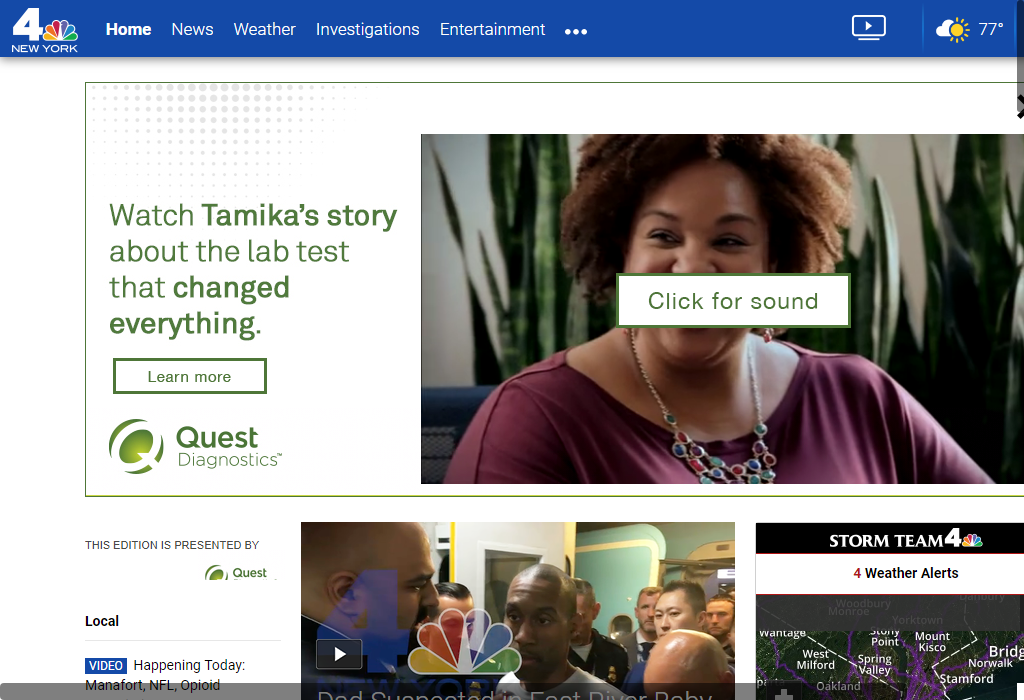 4
NEW YORK
Home News Weather Investigations Entertainment
77°
Watch Tamika's story
about the lab test
that changed
everything.
Learn more
Quest
Diagnostics™
Click for sound
THIS EDITION IS PRESENTED BY
Quest
Local
VIDEO Happening Today:
Manafort, NFL, Opioid
4
NEW YORK
Dad Suspected in East River Baby
STORM TEAM 4
4 Weather Alerts
Woodbury
Danbury
Monroe
Yorktown
Wantage
Stony
Point
Mount
Kisco
West
Milford
Spring
Valley
Bridg
Norwalk
Stamford
Oakland